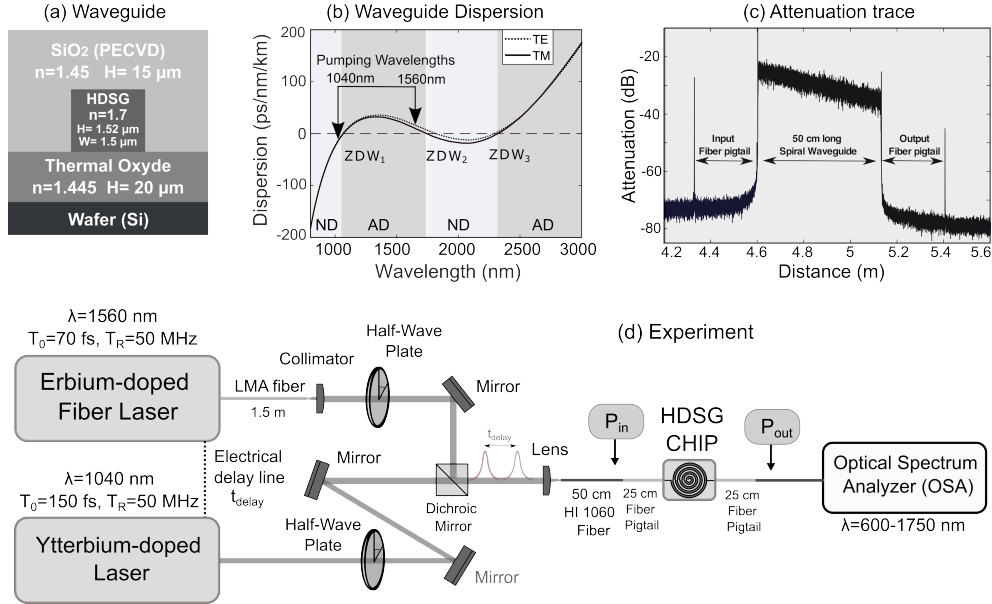 (a) Waveguide
SiO2 (PECVD)
n=1.45 H= 15 µm
HDSG
n=1.7
H= 1.52 µm
W= 1.5 µm
Thermal Oxyde
n=1.445 H= 20 µm
Wafer (Si)
(b) Waveguide Dispersion
Dispersion (ps/nm/km)
200
100
0
-100
-200
TE
TM
Pumping Wavelengths
1040nm 1560nm
ZDW1 ZDW2 ZDW3
ND AD ND AD
1000 1500 2000 2500 3000
Wavelength (nm)
(c) Attenuation trace
Attenuation (dB)
-20
-40
-60
-80
Input
Fiber pigtail
50 cm long
Spiral Waveguide
Output
Fiber pigtail
4.2 4.4 4.6 4.8 5 5.2 5.4 5.6
Distance (m)
(d) Experiment
λ=1560 nm
T0=70 fs, TR=50 MHz
Erbium-doped
Fiber Laser
LMA fiber
1.5 m
Collimator
Half-Wave
Plate
Mirror
Electrical
delay line
tdelay
Mirror
λ=1040 nm
T0=150 fs, TR=50 MHz
Ytterbium-doped
Laser
Half-Wave
Plate
Mirror
Dichroic
Mirror
tdelay
Lens
50 cm
HI 1060
Fiber
Pin
25 cm
Fiber
Pigtail
HDSG
CHIP
Pout
25 cm
Fiber
Pigtail
Optical Spectrum
Analyzer (OSA)
λ=600-1750 nm